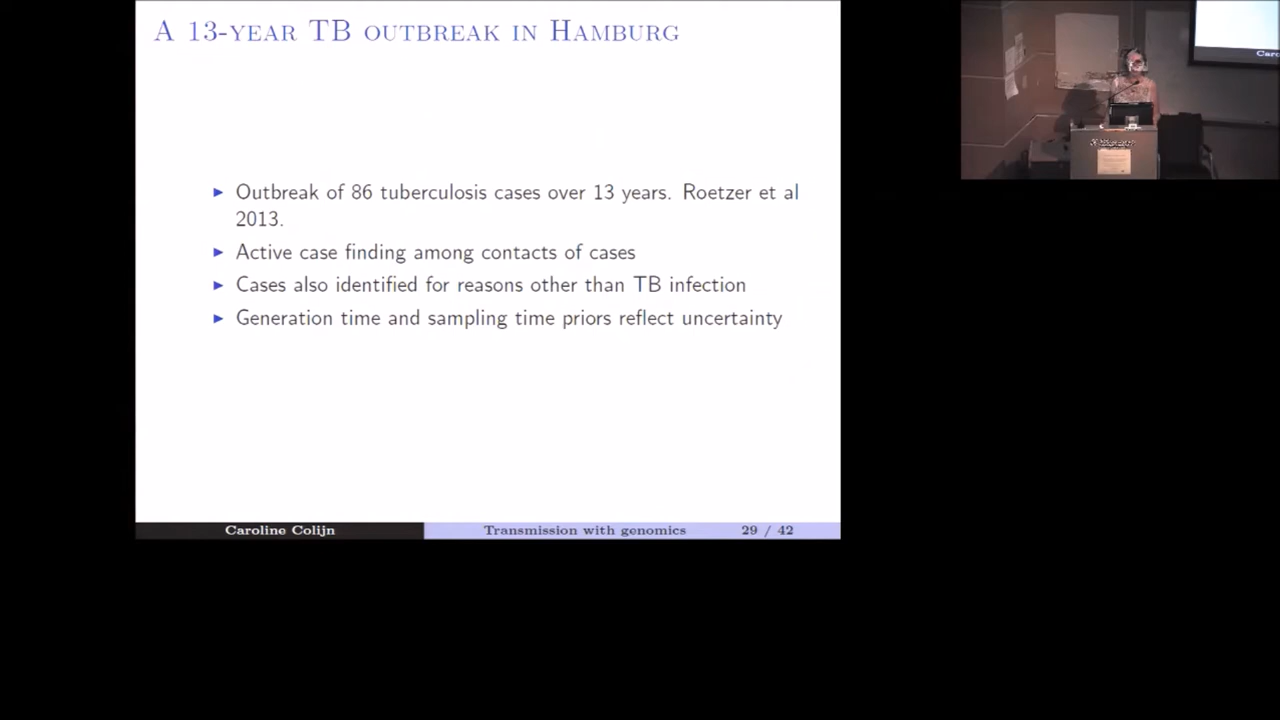 A 13-YEAR TB OUTBREAK IN HAMBURG
Outbreak of 86 tuberculosis cases over 13 years. Roetzer et al
2013.
Active case finding among contacts of cases
Cases also identified for reasons other than TB infection
Generation time and sampling time priors reflect uncertainty
Caroline Colijn Transmission with genomics 29 / 42
Caro